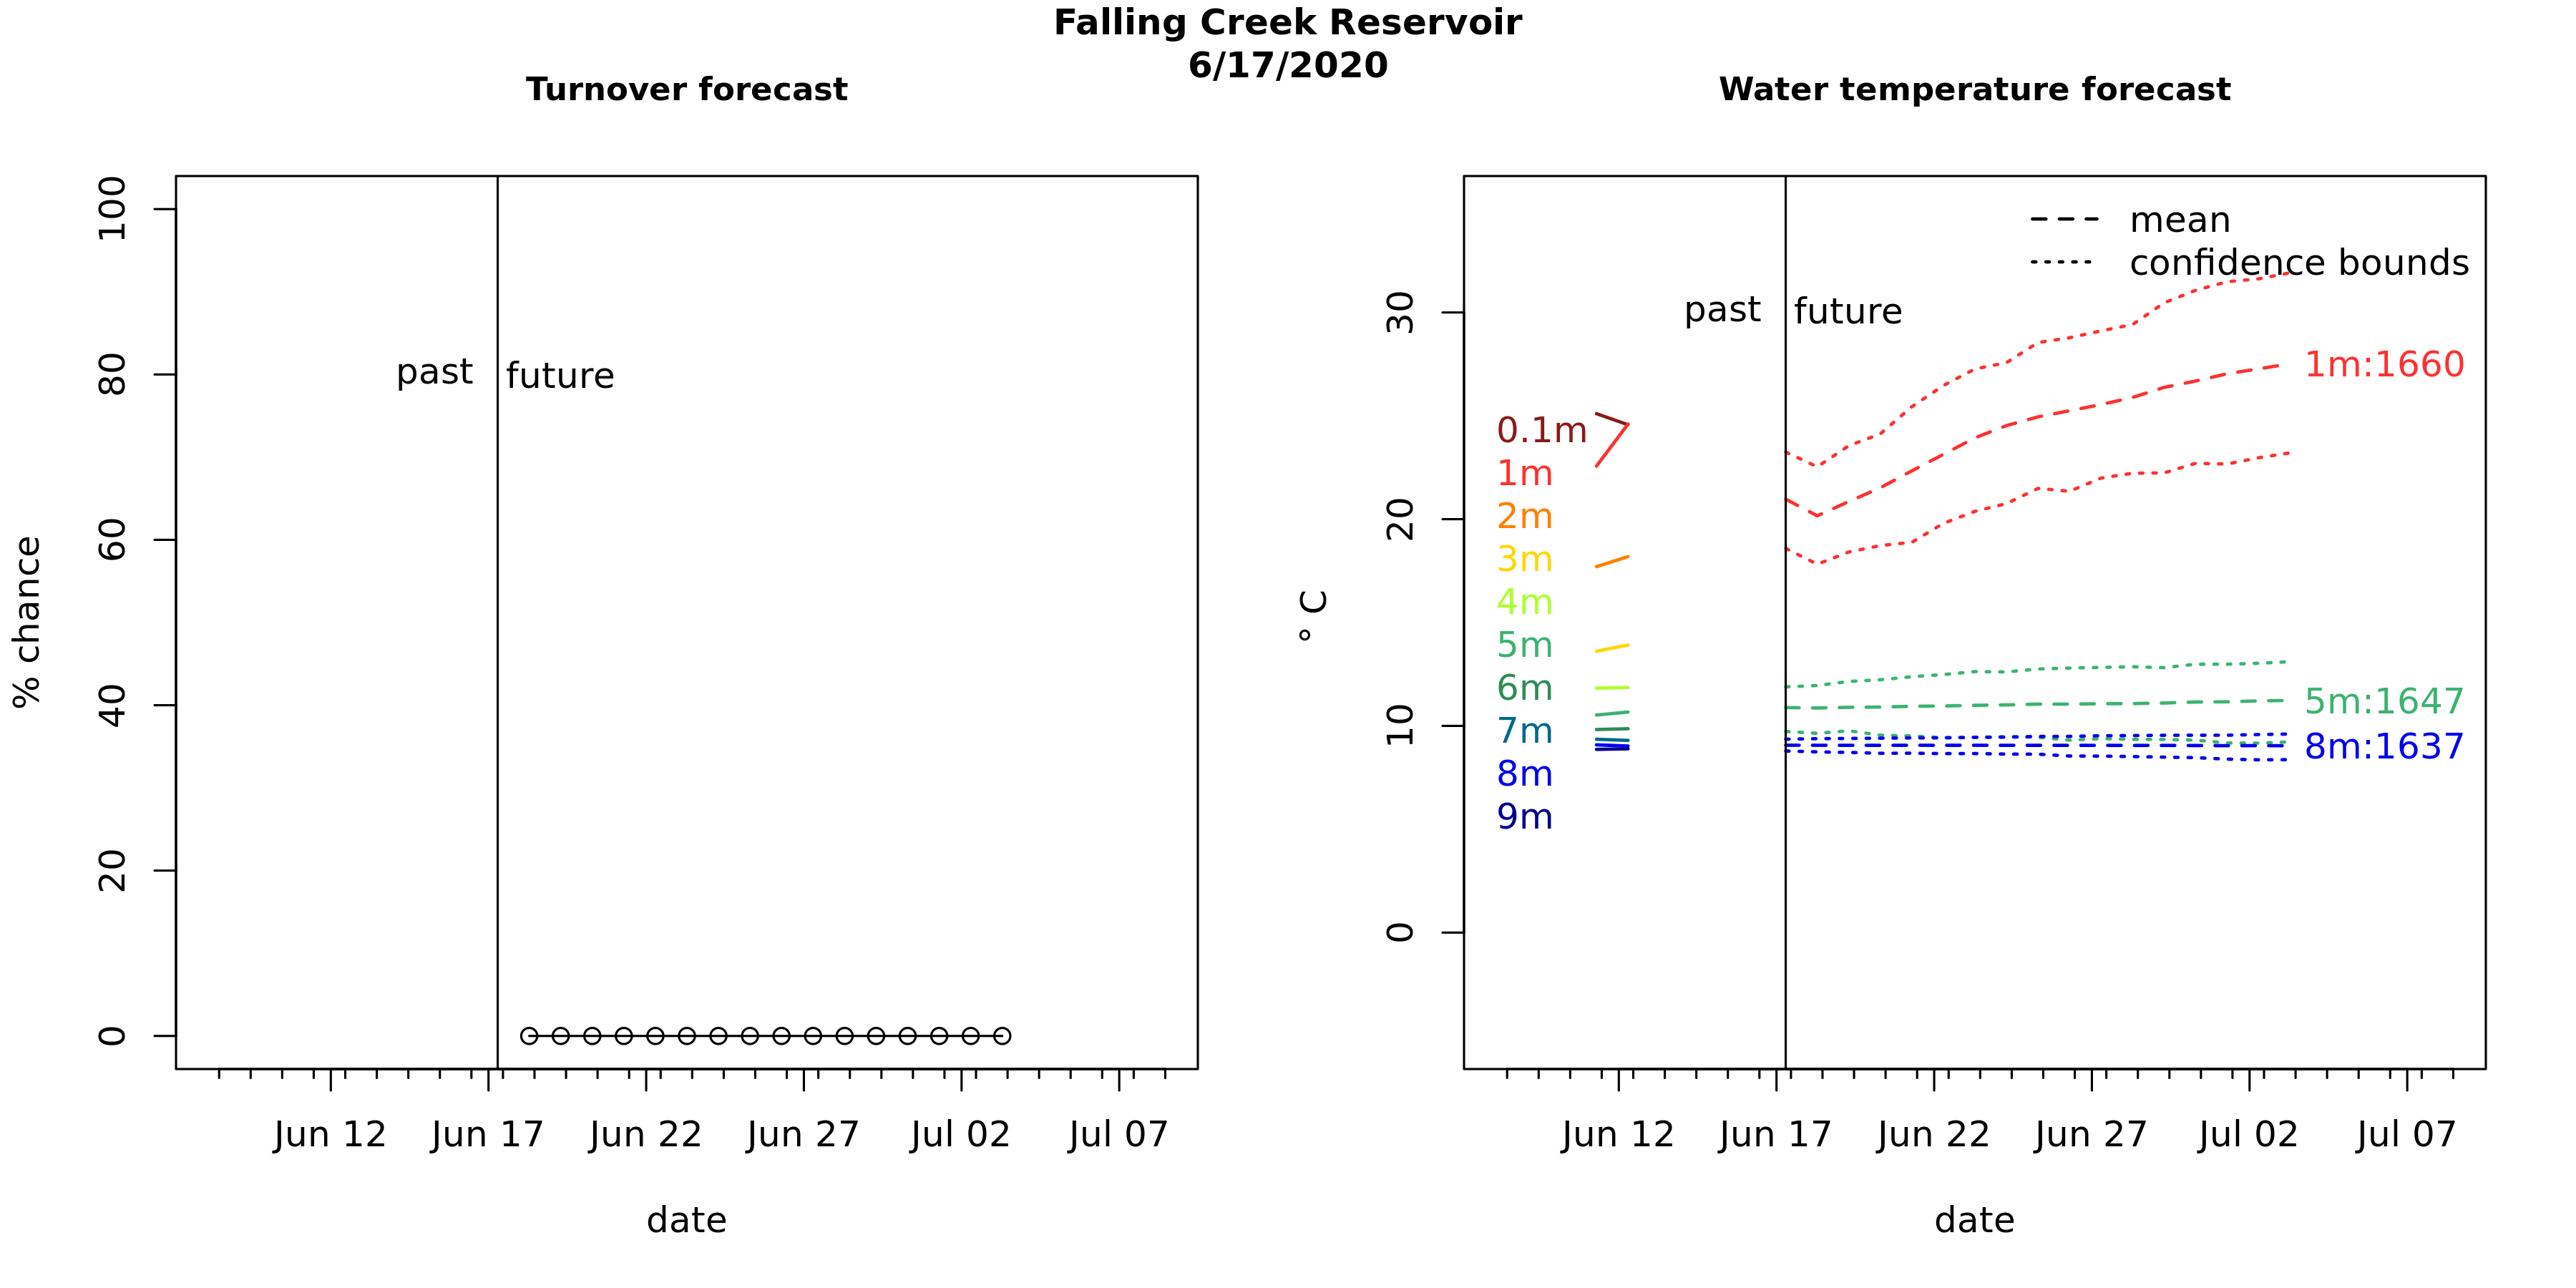 Falling Creek Reservoir
6/17/2020
Turnover forecast
% chance
100
80
60
40
20
0
past
future
Jun 12
Jun 17
Jun 22
Jun 27
Jul 02
Jul 07
date
Water temperature forecast
° C
30
20
10
0
mean
confidence bounds
past
future
0.1m
1m
2m
3m
4m
5m
6m
7m
8m
9m
1m:1660
5m:1647
8m:1637
Jun 12
Jun 17
Jun 22
Jun 27
Jul 02
Jul 07
date